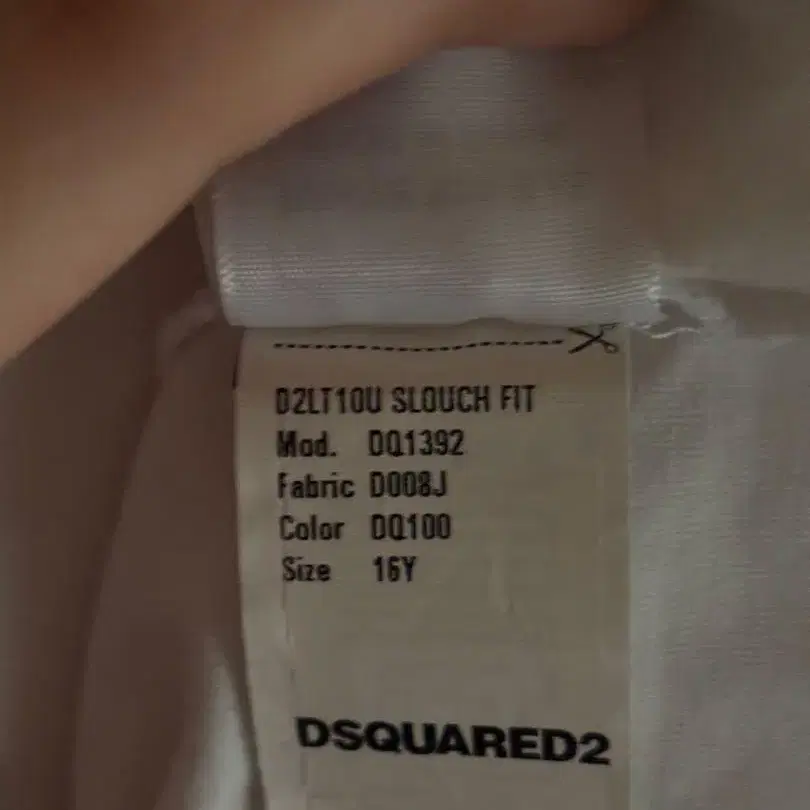 D2LT10U SLOUCH FIT
Mod. DQ1392
Fabric D008J
Color DQ100
Size 16Y
DSQUARED2